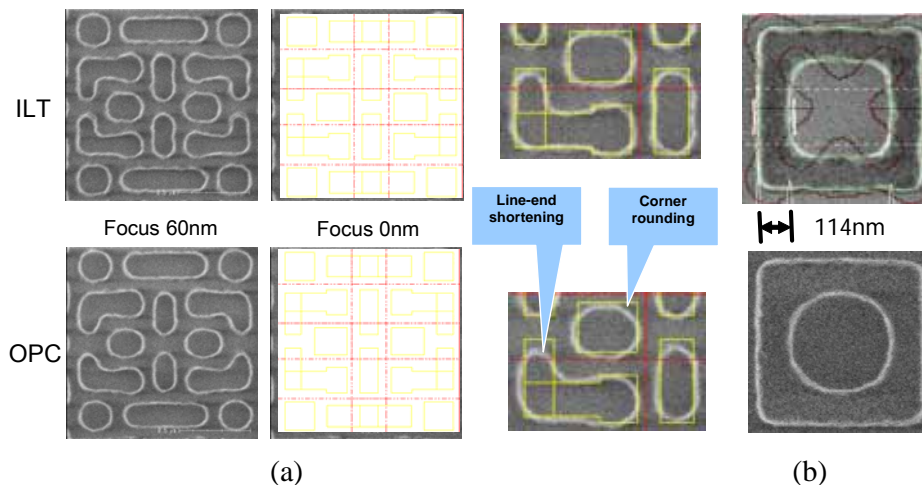 ILT
Focus 60nm
Focus 0nm
Line-end
shortening
Corner
rounding
114nm
OPC
(a)
(b)